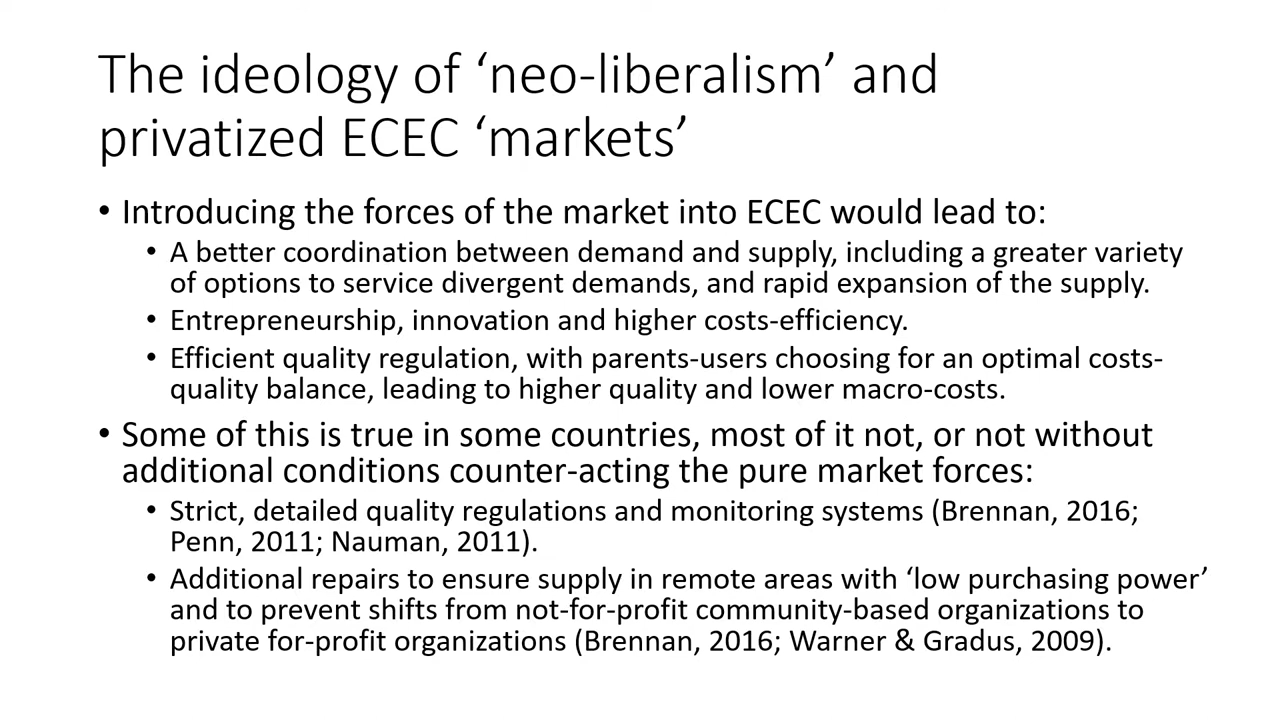 The ideology of ‘neo-liberalism’ and
privatized ECEC ‘markets’
• Introducing the forces of the market into ECEC would lead to:
• A better coordination between demand and supply, including a greater variety
of options to service divergent demands, and rapid expansion of the supply.
• Entrepreneurship, innovation and higher costs-efficiency.
• Efficient quality regulation, with parents-users choosing for an optimal costs-
quality balance, leading to higher quality and lower macro-costs.
• Some of this is true in some countries, most of it not, or not without
additional conditions counter-acting the pure market forces:
• Strict, detailed quality regulations and monitoring systems (Brennan, 2016;
Penn, 2011; Nauman, 2011).
• Additional repairs to ensure supply in remote areas with ‘low purchasing power’
and to prevent shifts from not-for-profit community-based organizations to
private for-profit organizations (Brennan, 2016; Warner & Gradus, 2009).